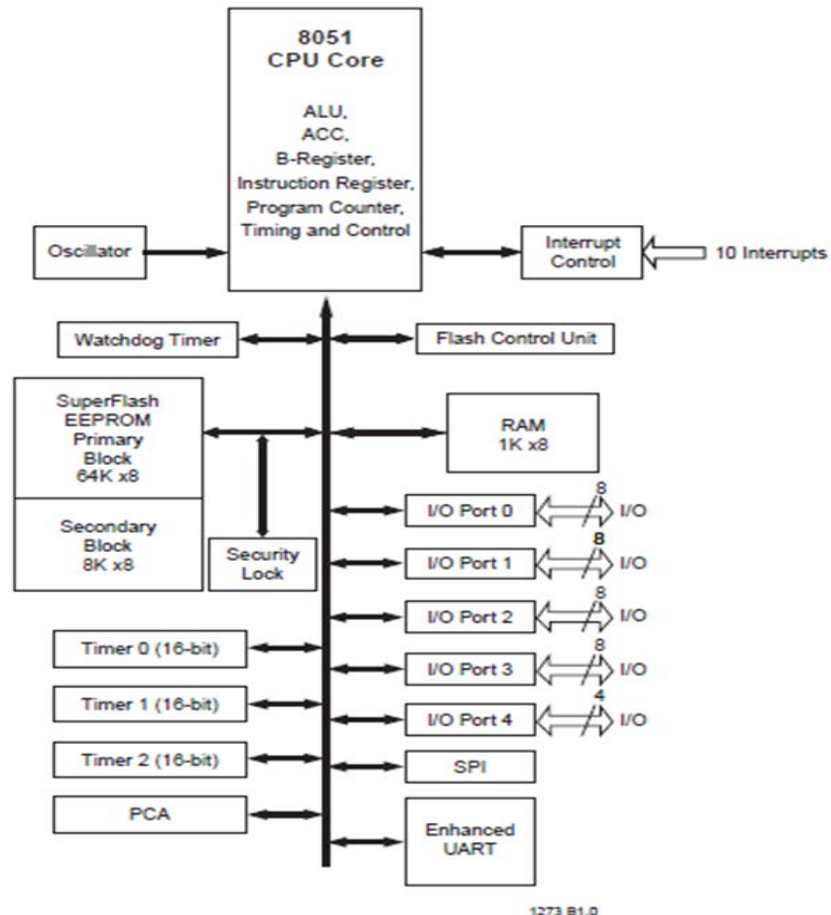 8051
CPU Core
ALU,
ACC,
B-Register,
Instruction Register,
Program Counter,
Timing and Control
Oscillator
Interrupt
Control
10 Interrupts
Watchdog Timer
Flash Control Unit
SuperFlash
EEPROM
Primary
Block
64K x8
RAM
1K x8
Secondary
Block
8K x8
Security
Lock
8
I/O Port 0
I/O
8
I/O Port 1
I/O
8
I/O Port 2
I/O
8
I/O Port 3
I/O
4
I/O Port 4
I/O
Timer 0 (16-bit)
Timer 1 (16-bit)
Timer 2 (16-bit)
SPI
PCA
Enhanced
UART
1273 B1.0